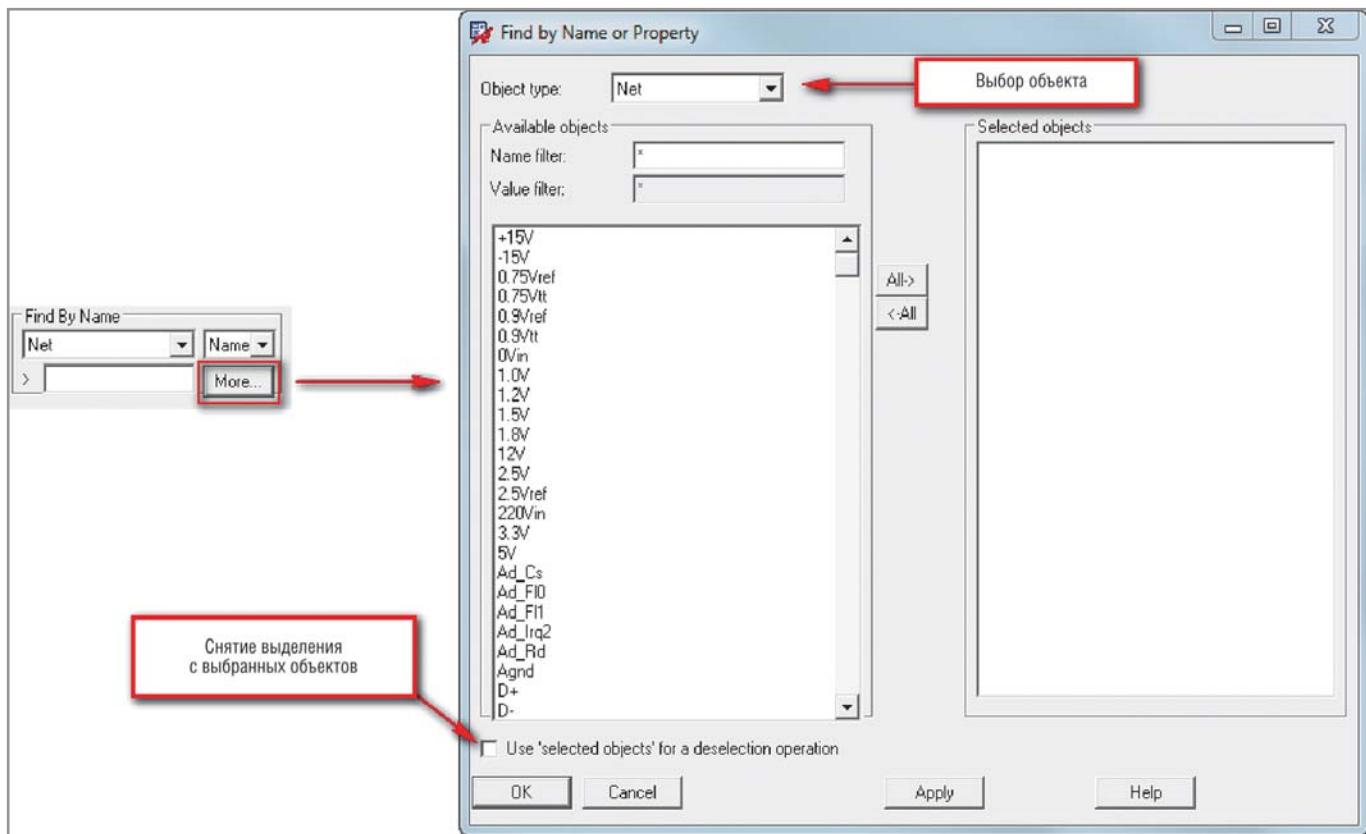 Find by Name or Property
Object type:
Net
Выбор объекта
Available objects
Name filter:
*
Value filter:
*
+15V
-15V
0.75Vref
0.75Vtt
0.9Vref
0.9Vtt
0Vin
1.0V
1.2V
1.5V
1.8V
12V
2.5V
2.5Vref
220Vin
3.3V
5V
Ad_Cs
Ad_Fl0
Ad_Fl1
Ad_Irq2
Ad_Rd
Agnd
D+
D-
All->
<-All
Selected objects
Find By Name
Net
Name
>
More...
Снятие выделения
с выбранных объектов
Use 'selected objects' for a deselection operation
OK
Cancel
Apply
Help